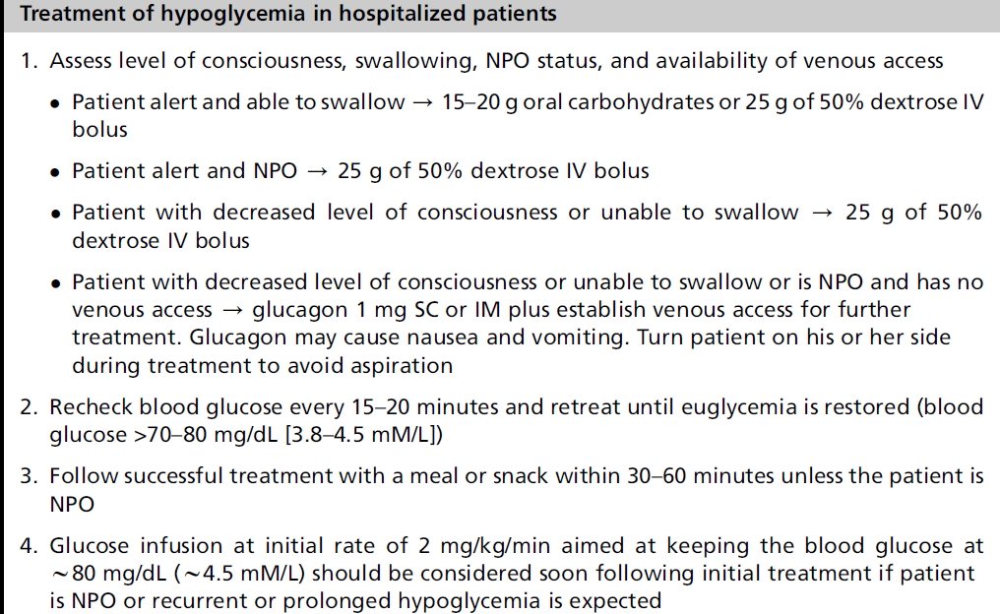 Treatment of hypoglycemia in hospitalized patients
1. Assess level of consciousness, swallowing, NPO status, and availability of venous access
• Patient alert and able to swallow → 15–20 g oral carbohydrates or 25 g of 50% dextrose IV
bolus
• Patient alert and NPO → 25 g of 50% dextrose IV bolus
• Patient with decreased level of consciousness or unable to swallow → 25 g of 50%
dextrose IV bolus
• Patient with decreased level of consciousness or unable to swallow or is NPO and has no
venous access → glucagon 1 mg SC or IM plus establish venous access for further
treatment. Glucagon may cause nausea and vomiting. Turn patient on his or her side
during treatment to avoid aspiration
2. Recheck blood glucose every 15–20 minutes and retreat until euglycemia is restored (blood
glucose >70–80 mg/dL [3.8–4.5 mM/L])
3. Follow successful treatment with a meal or snack within 30–60 minutes unless the patient is
NPO
4. Glucose infusion at initial rate of 2 mg/kg/min aimed at keeping the blood glucose at
~80 mg/dL (~4.5 mM/L) should be considered soon following initial treatment if patient
is NPO or recurrent or prolonged hypoglycemia is expected